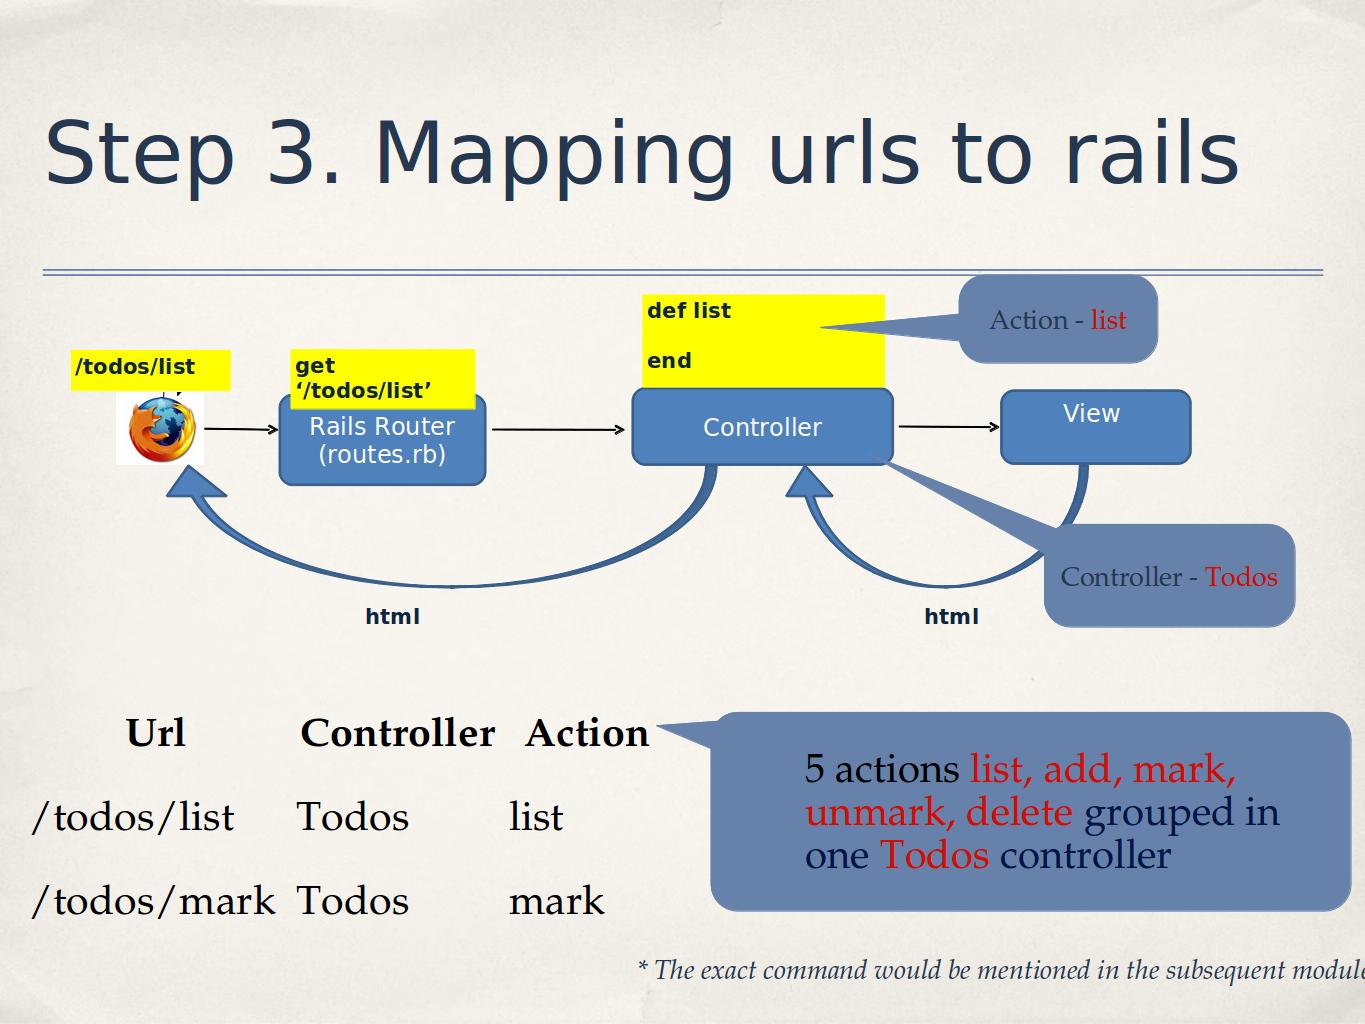 Step 3. Mapping urls to rails
def list
end
Action - list
/todos/list
get
‘/todos/list’
Rails Router
(routes.rb)
Controller
View
Controller - Todos
html
html
Url Controller Action
/todos/list Todos list
/todos/mark Todos mark
5 actions list, add, mark,
unmark, delete grouped in
one Todos controller
* The exact command would be mentioned in the subsequent module